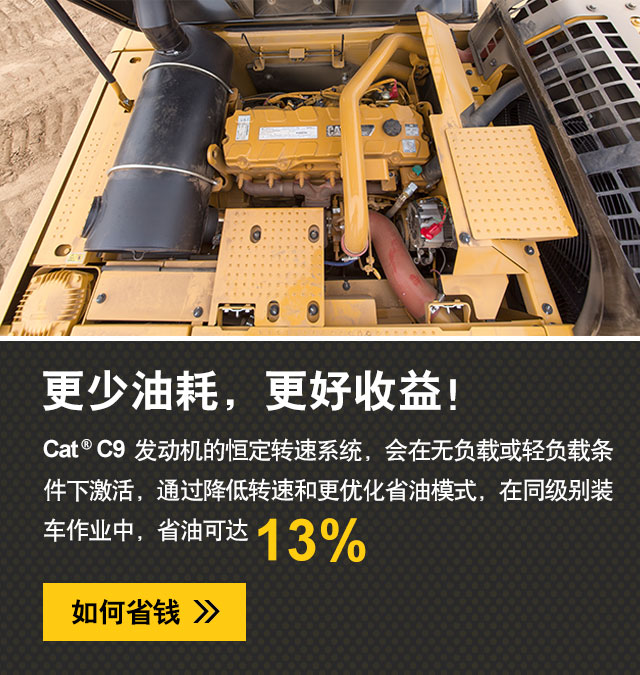 CAT
更少油耗，更好收益！
Cat® C9 发动机的恒定转速系统，会在无负载或轻负载条
件下激活，通过降低转速和更优化省油模式，在同级别装
车作业中，省油可达 13%
如何省钱 >>